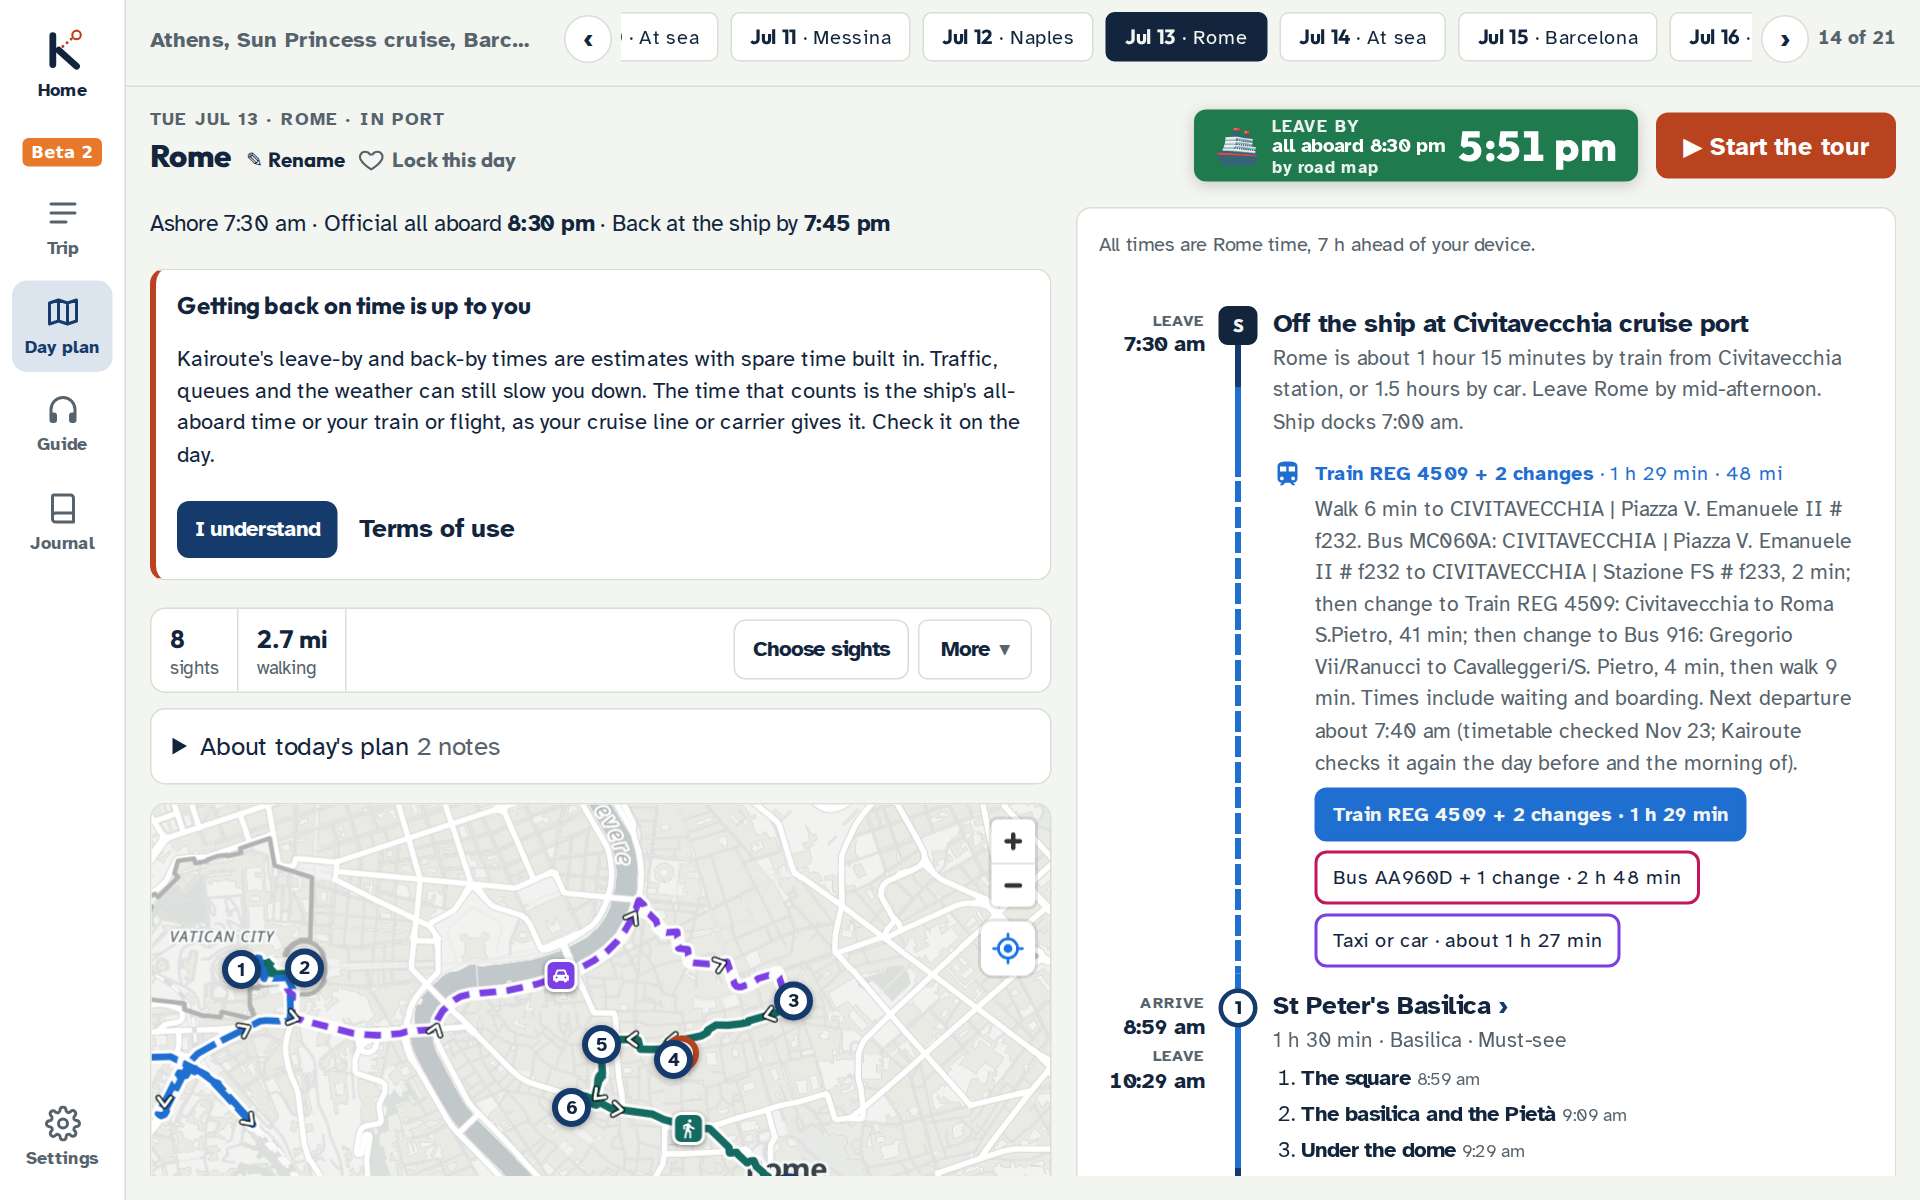 Home
Beta 2
Trip
Day plan
Guide
Journal
Settings
Athens, Sun Princess cruise, Barc...
‹
· At sea
Jul 11 · Messina
Jul 12 · Naples
Jul 13 · Rome
Jul 14 · At sea
Jul 15 · Barcelona
Jul 16 ·
›
14 of 21
TUE JUL 13 · ROME · IN PORT
Rome ✎ Rename Lock this day
LEAVE BY
all aboard 8:30 pm
by road map
5:51 pm
▶ Start the tour
Ashore 7:30 am · Official all aboard 8:30 pm · Back at the ship by 7:45 pm
Getting back on time is up to you
Kairoute's leave-by and back-by times are estimates with spare time built in. Traffic,
queues and the weather can still slow you down. The time that counts is the ship's all-
aboard time or your train or flight, as your cruise line or carrier gives it. Check it on the
day.
I understand
Terms of use
8
sights
2.7 mi
walking
Choose sights
More ▼
▶ About today's plan 2 notes
evere
VATICAN CITY
1
2
3
4
5
6
ome
+
−
All times are Rome time, 7 h ahead of your device.
LEAVE
7:30 am
S
Off the ship at Civitavecchia cruise port
Rome is about 1 hour 15 minutes by train from Civitavecchia
station, or 1.5 hours by car. Leave Rome by mid-afternoon.
Ship docks 7:00 am.
Train REG 4509 + 2 changes · 1 h 29 min · 48 mi
Walk 6 min to CIVITAVECCHIA | Piazza V. Emanuele II #
f232. Bus MC060A: CIVITAVECCHIA | Piazza V. Emanuele
II # f232 to CIVITAVECCHIA | Stazione FS # f233, 2 min;
then change to Train REG 4509: Civitavecchia to Roma
S.Pietro, 41 min; then change to Bus 916: Gregorio
Vii/Ranucci to Cavalleggeri/S. Pietro, 4 min, then walk 9
min. Times include waiting and boarding. Next departure
about 7:40 am (timetable checked Nov 23; Kairoute
checks it again the day before and the morning of).
Train REG 4509 + 2 changes · 1 h 29 min
Bus AA960D + 1 change · 2 h 48 min
Taxi or car · about 1 h 27 min
ARRIVE
8:59 am
LEAVE
10:29 am
1
St Peter's Basilica ›
1 h 30 min · Basilica · Must-see
1. The square 8:59 am
2. The basilica and the Pietà 9:09 am
3. Under the dome 9:29 am